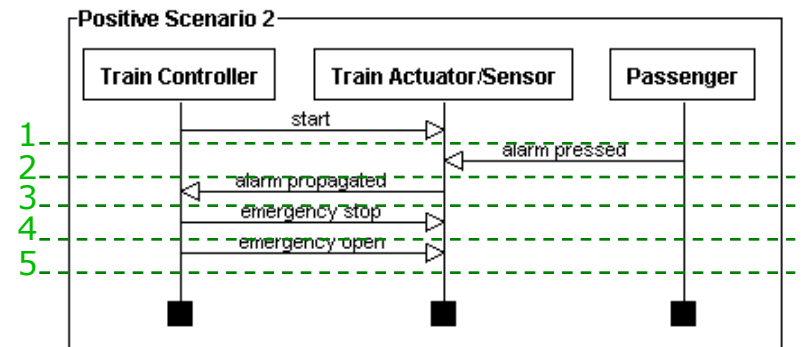 Positive Scenario 2
Train Controller Train Actuator/Sensor Passenger
start
1
alarm pressed
2
alarm propagated
3
emergency stop
4
emergency open
5